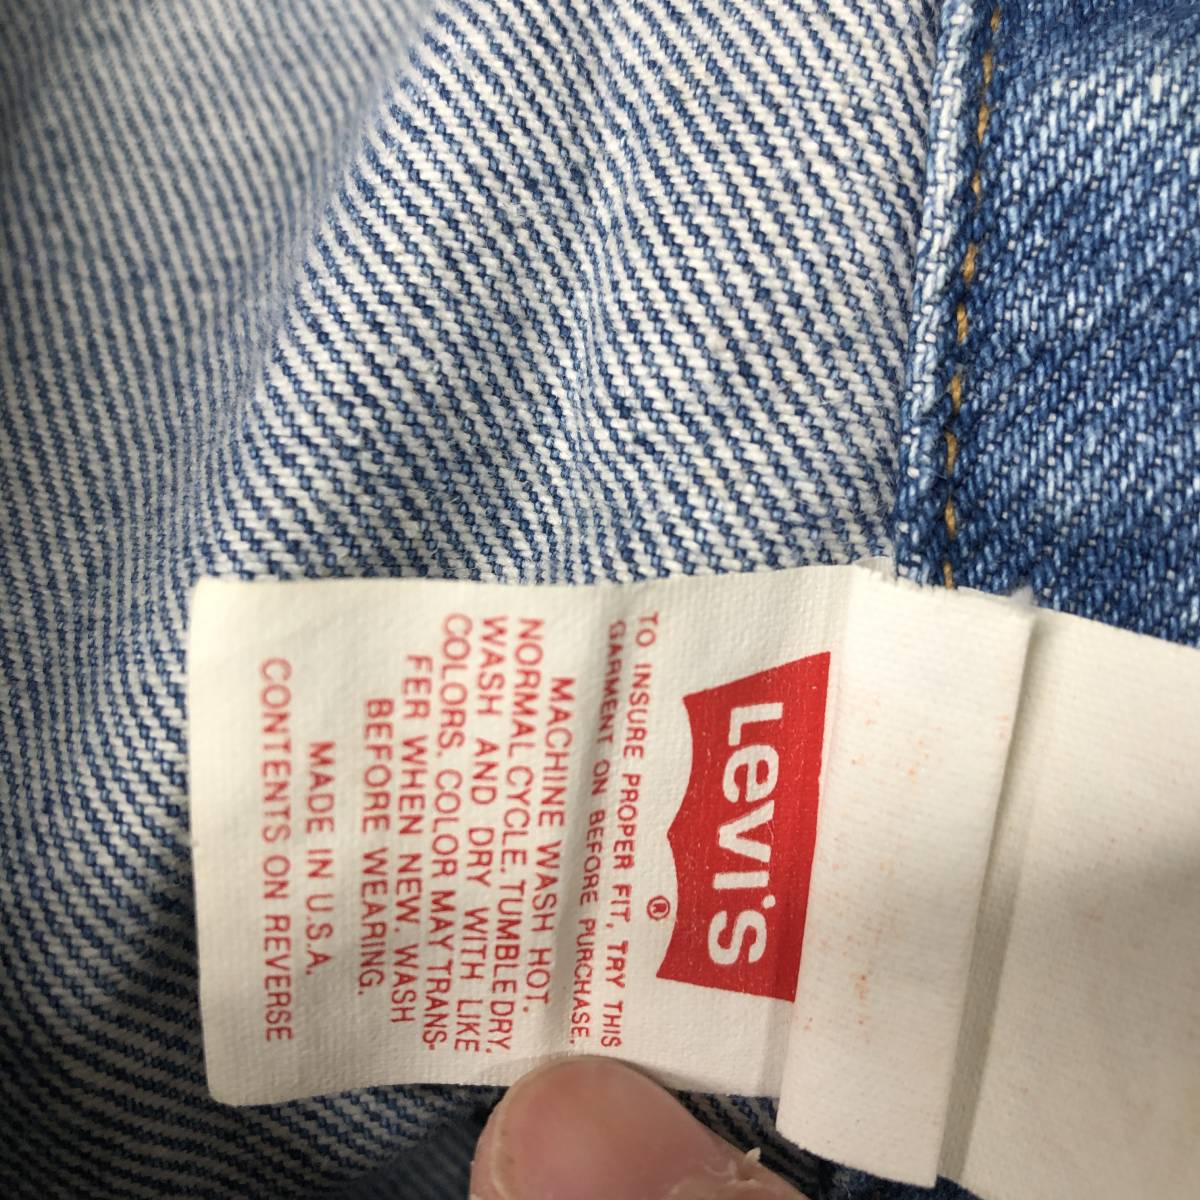 LEVI'S
®
TO INSURE PROPER FIT, TRY THIS
GARMENT ON BEFORE PURCHASE.
MACHINE WASH HOT,
NORMAL CYCLE. TUMBLE DRY.
WASH AND DRY WITH LIKE
COLORS. COLOR MAY TRANS-
FER WHEN NEW. WASH
BEFORE WEARING.
MADE IN U.S.A.
CONTENTS ON REVERSE